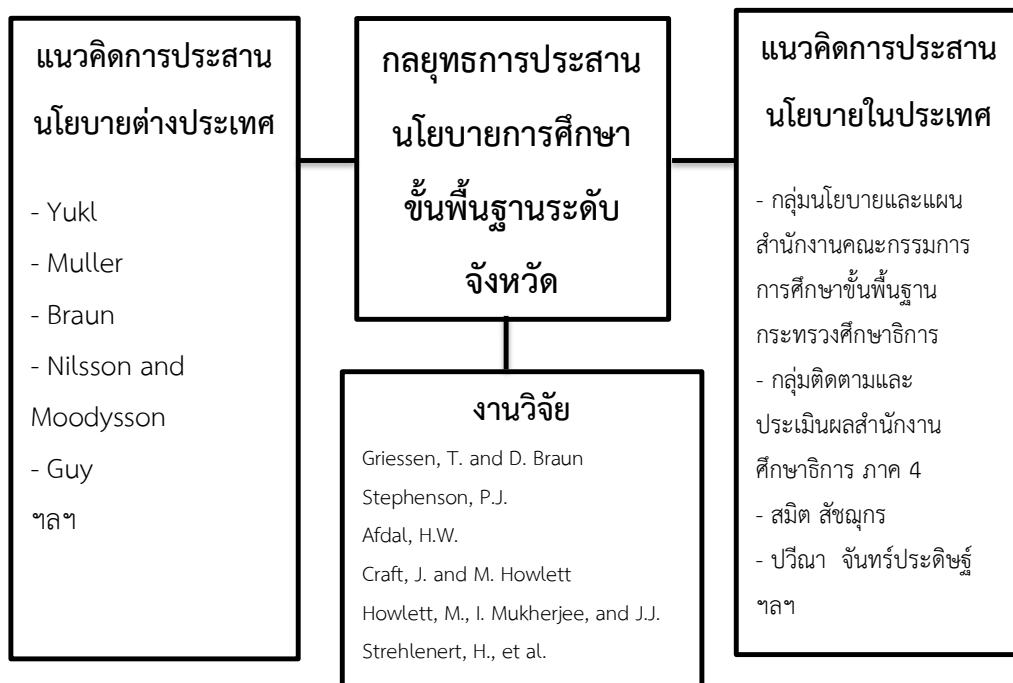 แนวคิดการประสาน
นโยบายต่างประเทศ
- Yukl
- Muller
- Braun
- Nilsson and
Moodysson
- Guy
ฯลฯ
กลยุทธการประสาน
นโยบายการศึกษา
ขั้นพื้นฐานระดับ
จังหวัด
งานวิจัย
Griessen, T. and D. Braun
Stephenson, P.J.
Afdal, H.W.
Craft, J. and M. Howlett
Howlett, M., I. Mukherjee, and J.J.
Strehlenert, H., et al.
แนวคิดการประสาน
นโยบายในประเทศ
- กลุ่มนโยบายและแผน
สำนักงานคณะกรรมการ
การศึกษาขั้นพื้นฐาน
กระทรวงศึกษาธิการ
- กลุ่มติดตามและ
ประเมินผลสำนักงาน
ศึกษาธิการ ภาค 4
- สมิต สัชฌุกร
- ปวีณา จันทร์ประดิษฐ์
ฯลฯ